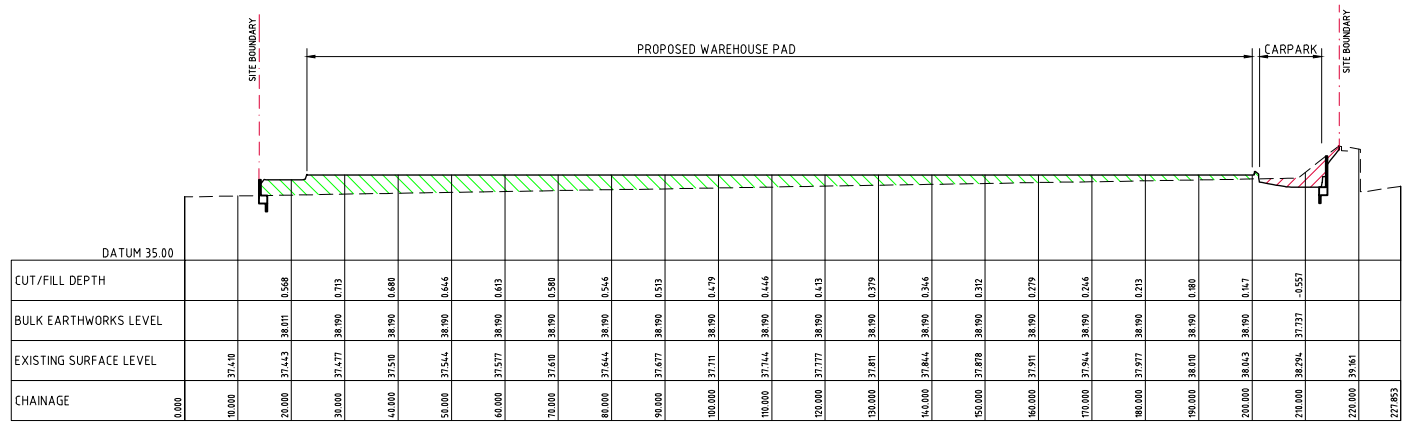 SITE BOUNDARY
PROPOSED WAREHOUSE PAD
CARPARK
SITE BOUNDARY
DATUM 35.00
CUT/FILL DEPTH 0.568 0.713 0.680 0.646 0.613 0.580 0.546 0.513 0.479 0.446 0.413 0.379 0.346 0.312 0.279 0.246 0.213 0.180 0.147 -0.557
BULK EARTHWORKS LEVEL 38.011 38.190 38.190 38.190 38.190 38.190 38.190 38.190 38.190 38.190 38.190 38.190 38.190 38.190 38.190 38.190 38.190 38.190 38.190 37.737
EXISTING SURFACE LEVEL 37.410 37.443 37.477 37.510 37.544 37.577 37.610 37.644 37.677 37.711 37.744 37.777 37.811 37.844 37.878 37.911 37.944 37.977 38.010 38.043 38.294 39.161
CHAINAGE 0.000 10.000 20.000 30.000 40.000 50.000 60.000 70.000 80.000 90.000 100.000 110.000 120.000 130.000 140.000 150.000 160.000 170.000 180.000 190.000 200.000 210.000 220.000 227.853